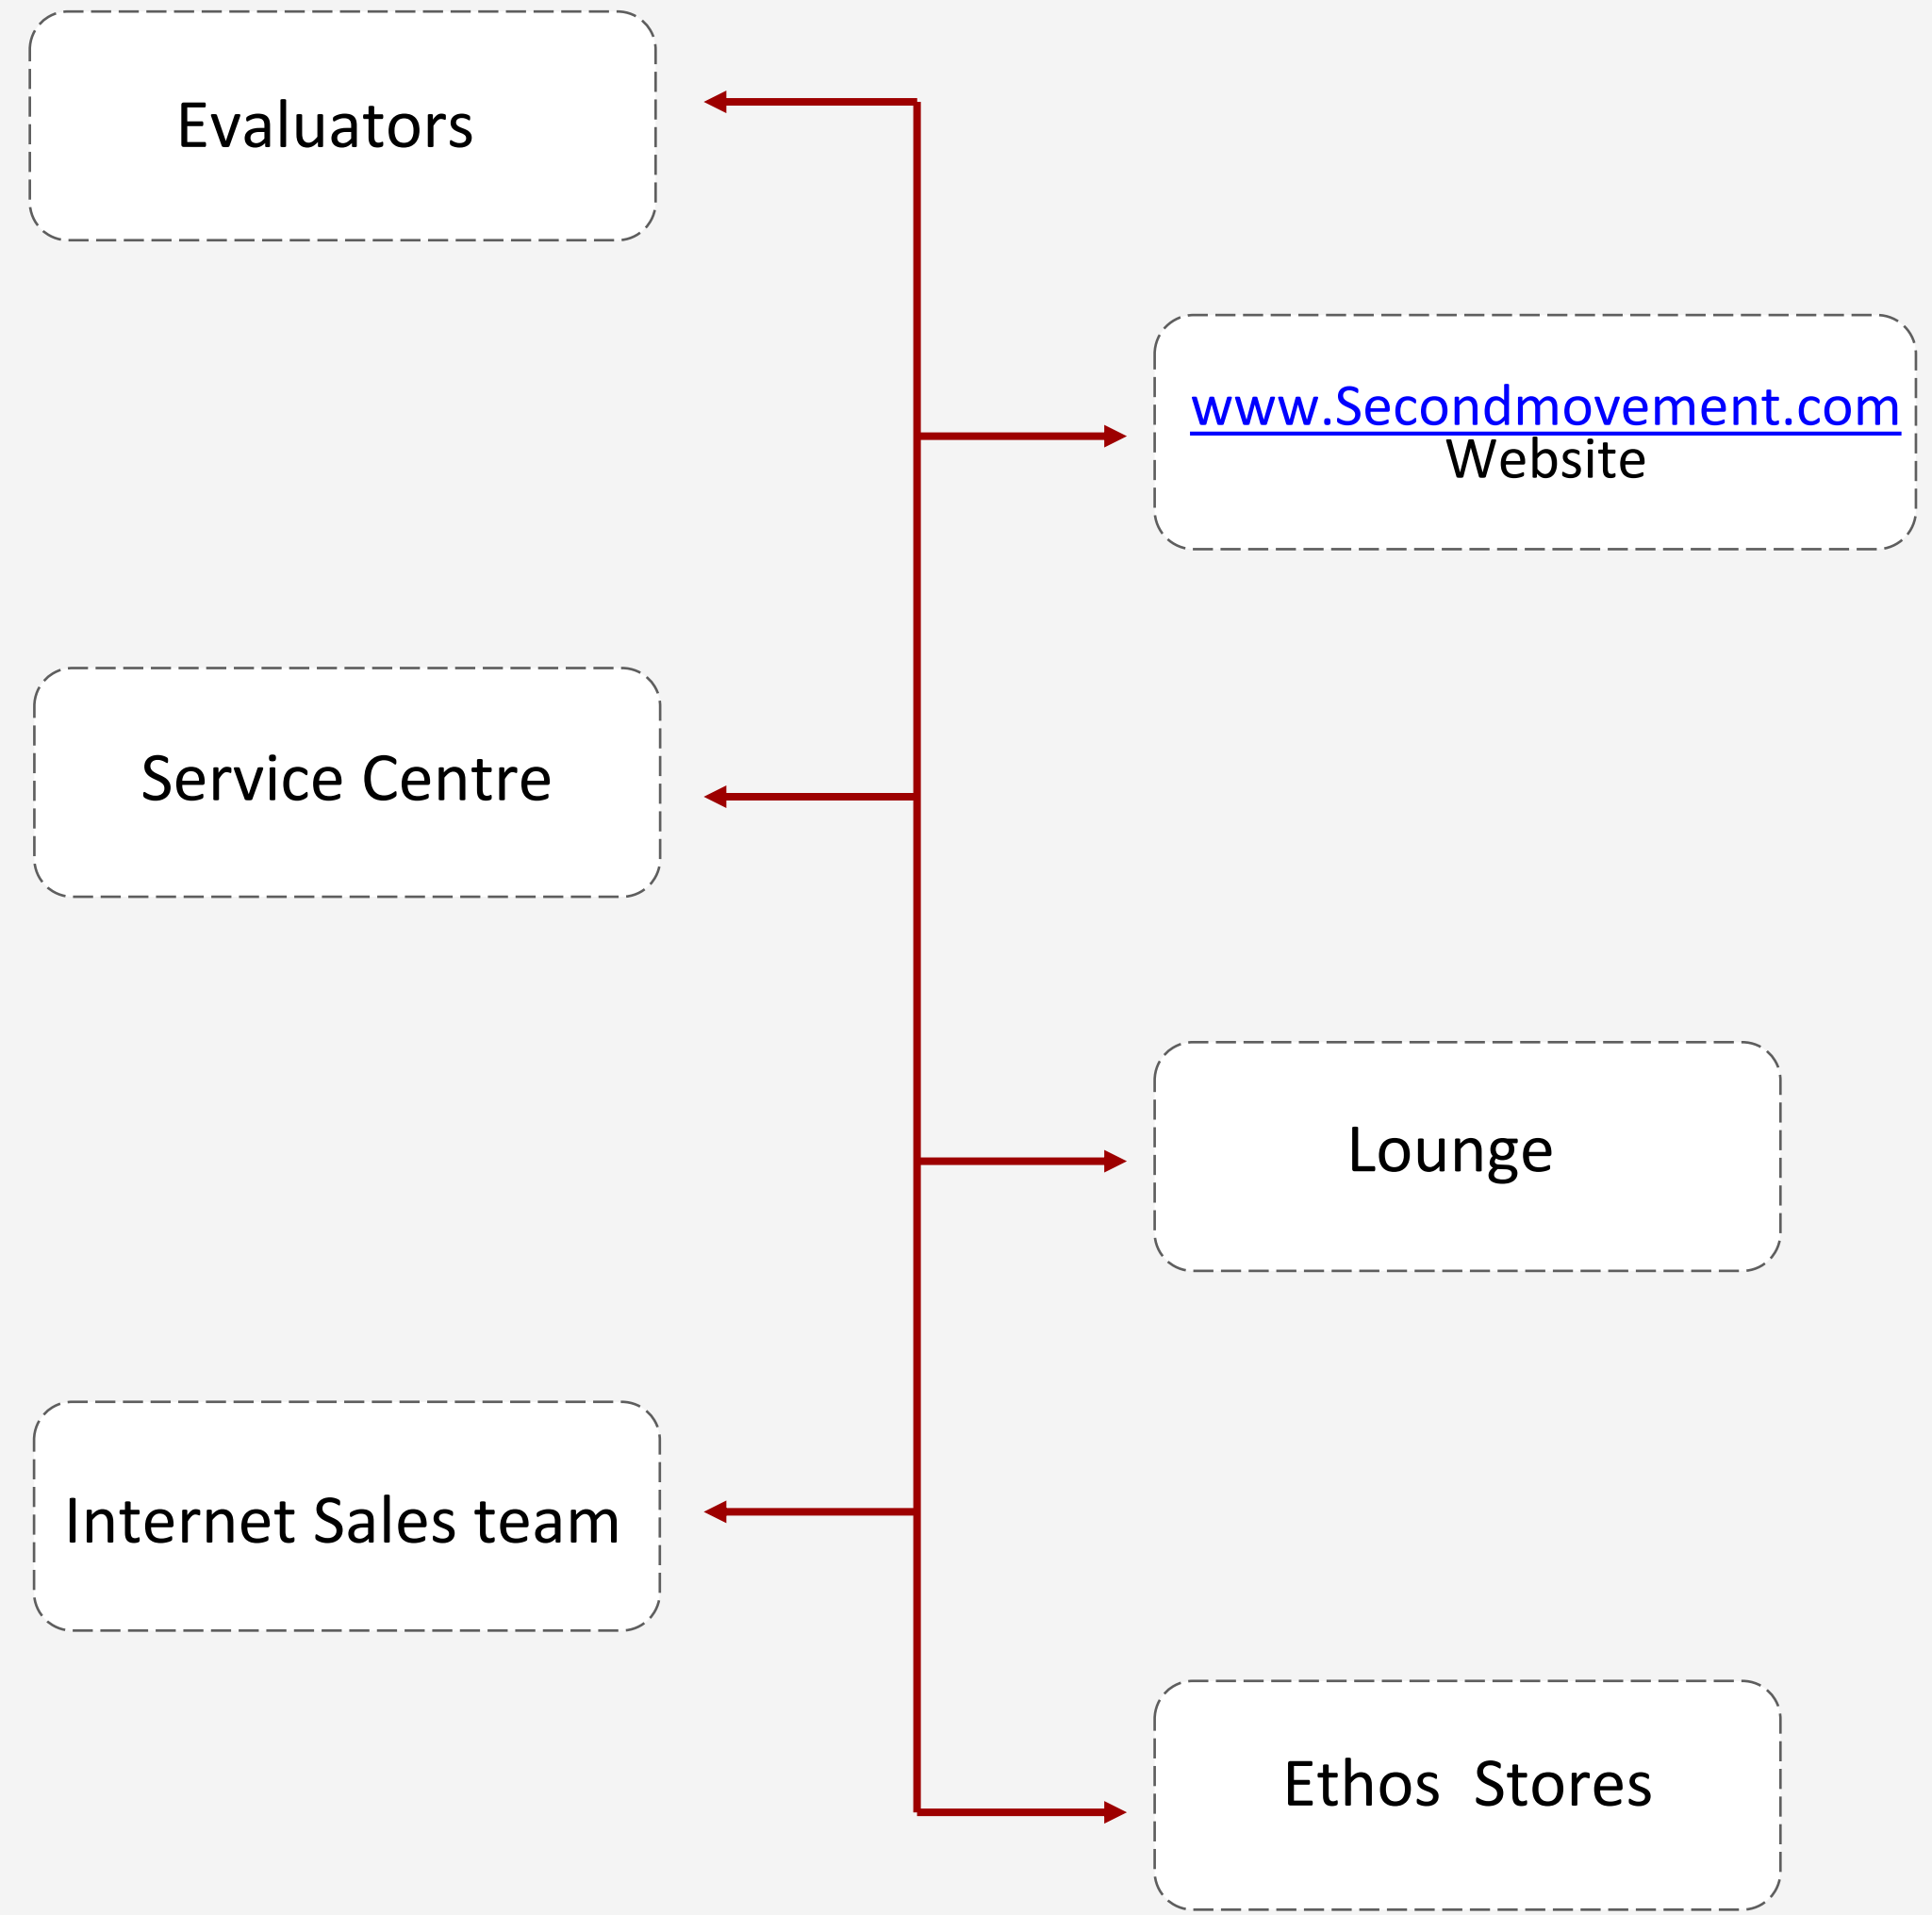 Evaluators
www.Secondmovement.com
Website
Service Centre
Lounge
Internet Sales team
Ethos  Stores